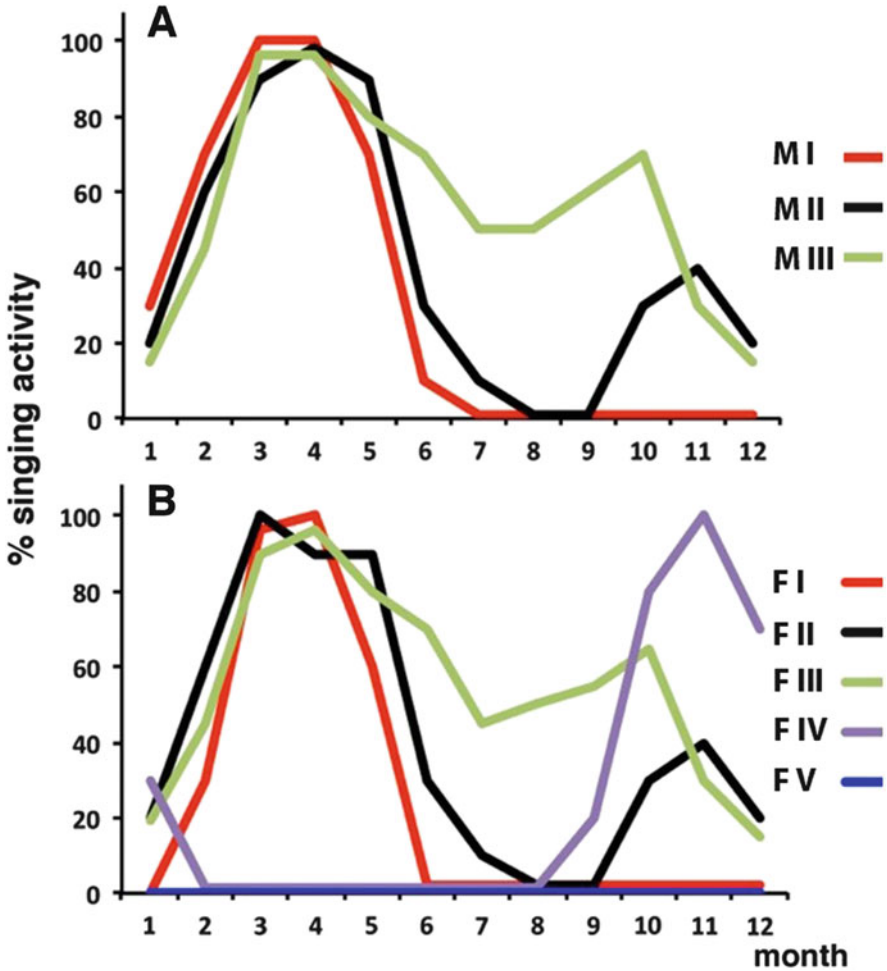 A
100
80
60
40
20
0
1 2 3 4 5 6 7 8 9 10 11 12
M I
M II
M III
% singing activity
B
100
80
60
40
20
0
1 2 3 4 5 6 7 8 9 10 11 12
month
F I
F II
F III
F IV
F V